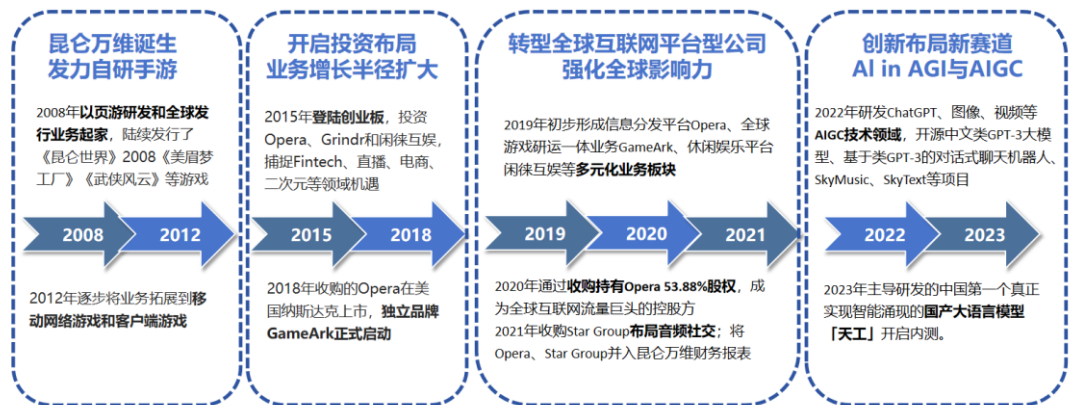 昆仑万维诞生
发力自研手游
2008年以页游研发和全球发
行业务起家，陆续发行了
《昆仑世界》2008《美眉梦
工厂》《武侠风云》等游戏
2008
2012
2012年逐步将业务拓展到移
动网络游戏和客户端游戏
开启投资布局
业务增长半径扩大
2015年登陆创业板，投资
Opera、Grindr和闲徕互娱，
捕捉Fintech、直播、电商、
二次元等领域机遇
2015
2018
2018年收购的Opera在美
国纳斯达克上市，独立品牌
GameArk正式启动
转型全球互联网平台型公司
强化全球影响力
2019年初步形成信息分发平台Opera、全球
游戏研运一体业务GameArk、休闲娱乐平台
闲徕互娱等多元化业务板块
2019
2020
2021
2020年通过收购持有Opera 53.88%股权，成
为全球互联网流量巨头的控股方
2021年收购Star Group布局音频社交；将
Opera、Star Group并入昆仑万维财务报表
创新布局新赛道
Al in AGI与AIGC
2022年研发ChatGPT、图像、视频等
AIGC技术领域，开源中文类GPT-3大模
型、基于类GPT-3的对话式聊天机器人、
SkyMusic、SkyText等项目
2022
2023
2023年主导研发的中国第一个真正
实现智能涌现的国产大语言模型
「天工」开启内测。